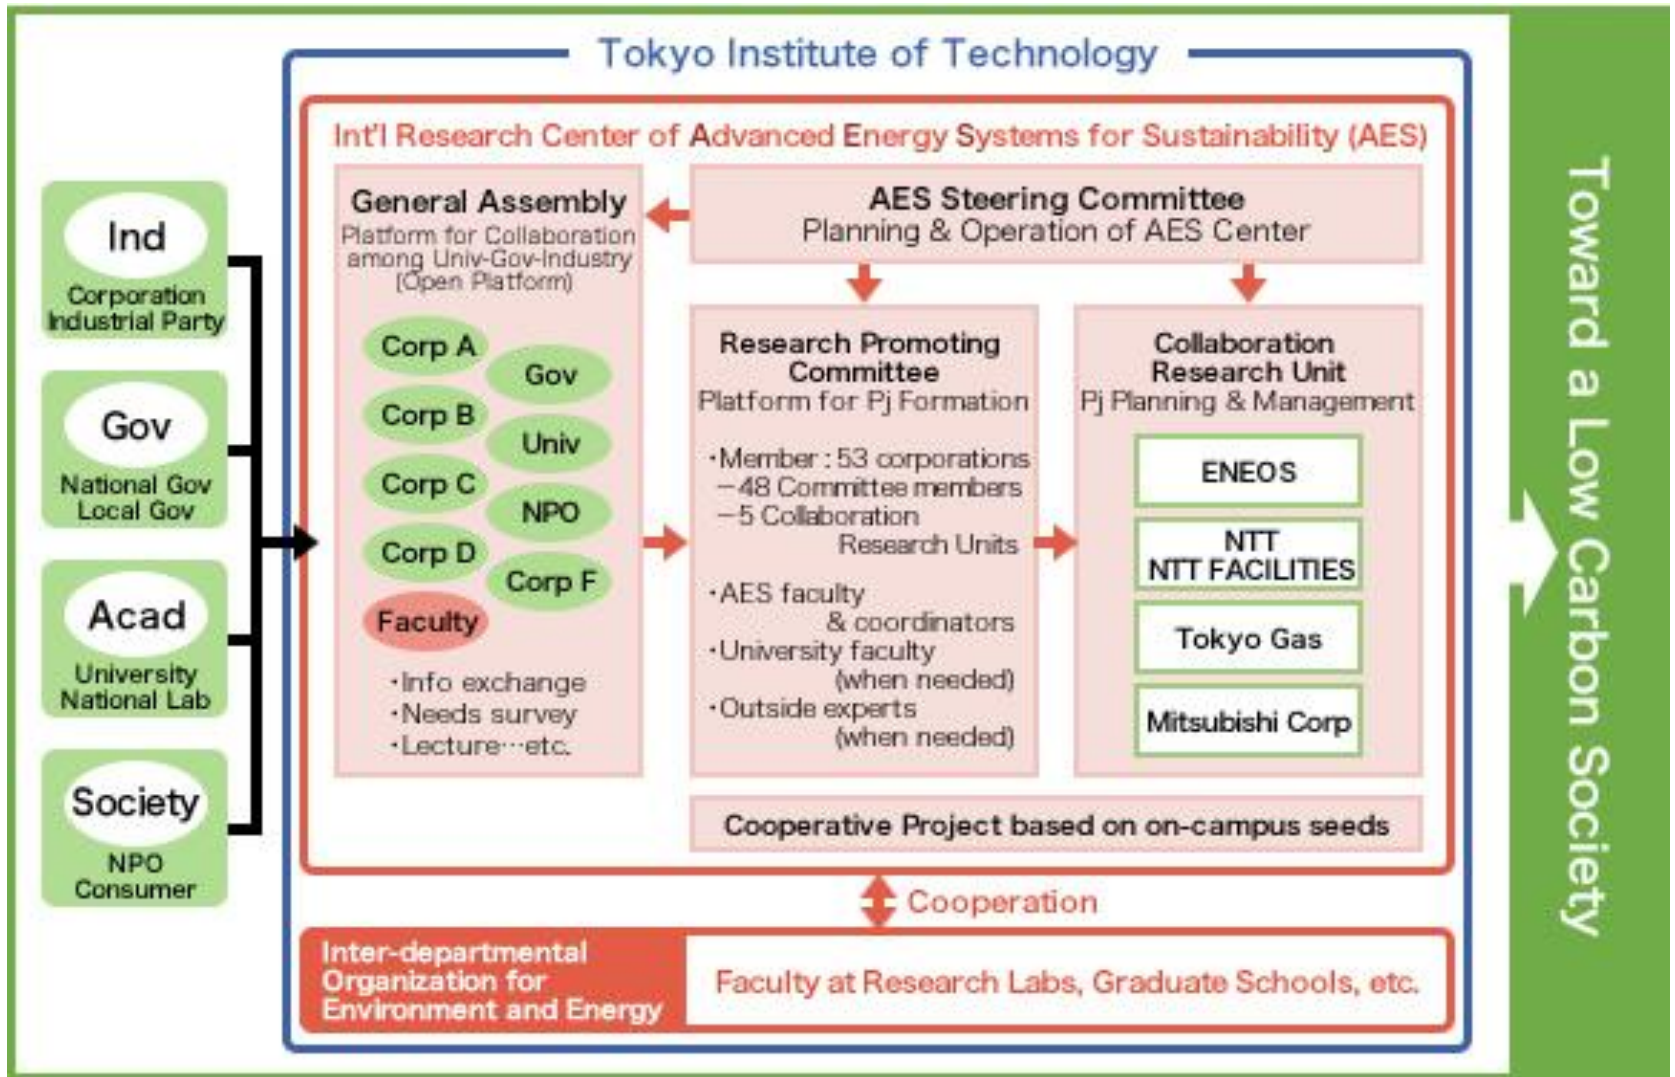 Tokyo Institute of Technology
Int'l Research Center of Advanced Energy Systems for Sustainability (AES)
Ind
Corporation
Industrial Party
Gov
National Gov
Local Gov
Acad
University
National Lab
Society
NPO
Consumer
General Assembly
Platform for Collaboration
among Univ-Gov-Industry
(Open Platform)
Corp A
Gov
Corp B
Univ
Corp C
NPO
Corp D
Corp F
Faculty
・Info exchange
・Needs survey
・Lecture…etc.
AES Steering Committee
Planning & Operation of AES Center
Research Promoting
Committee
Platform for Pj Formation
・Member : 53 corporations
－48 Committee members
－5 Collaboration
Research Units
・AES faculty
& coordinators
・University faculty
(when needed)
・Outside experts
(when needed)
Collaboration
Research Unit
Pj Planning & Management
ENEOS
NTT
NTT FACILITIES
Tokyo Gas
Mitsubishi Corp
Cooperative Project based on on-campus seeds
Cooperation
Inter-departmental
Organization for
Environment and Energy
Faculty at Research Labs, Graduate Schools, etc.
Toward a Low Carbon Society